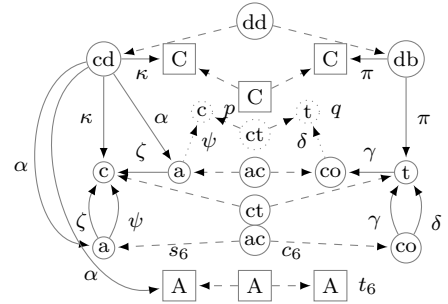 dd
cd κ C C π db
C
κ α c p t q π
ct
ψ δ
ζ γ
α c a ac co t
ct
ζ ψ γ δ
a ac co
s₆ c₆
α A A A t₆